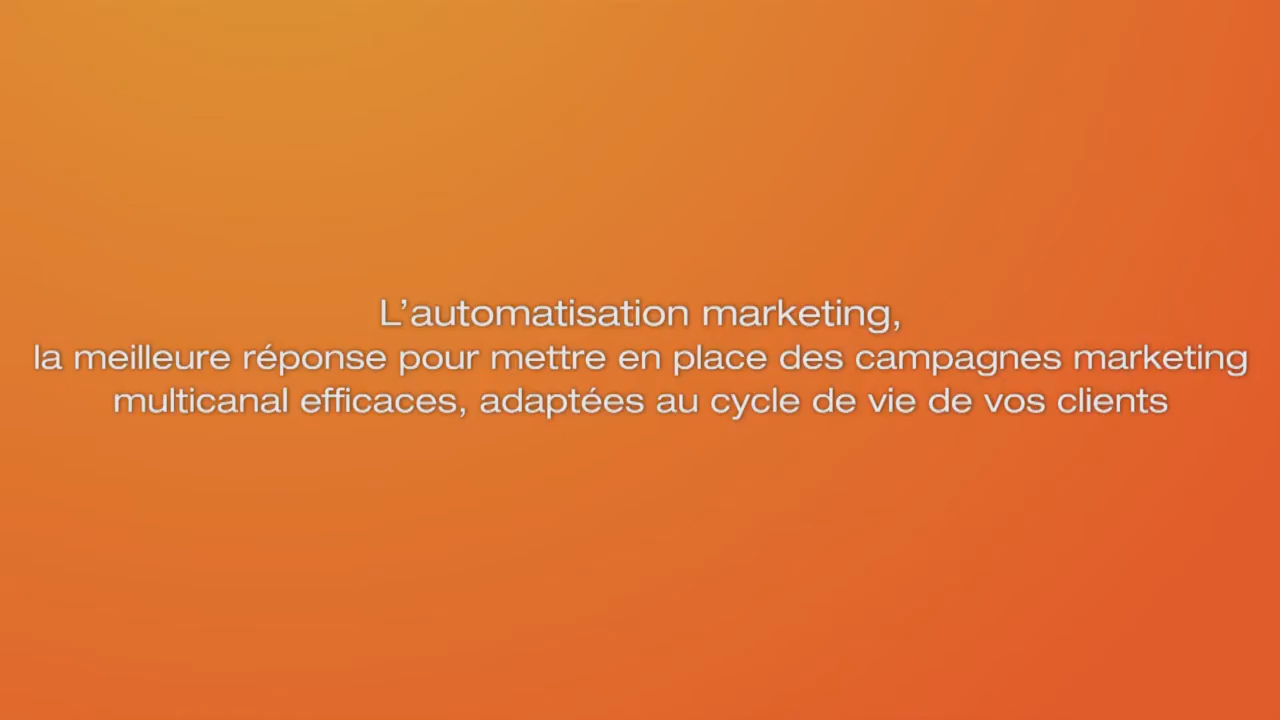 L’automatisation marketing,
la meilleure réponse pour mettre en place des campagnes marketing
multicanal efficaces, adaptées au cycle de vie de vos clients